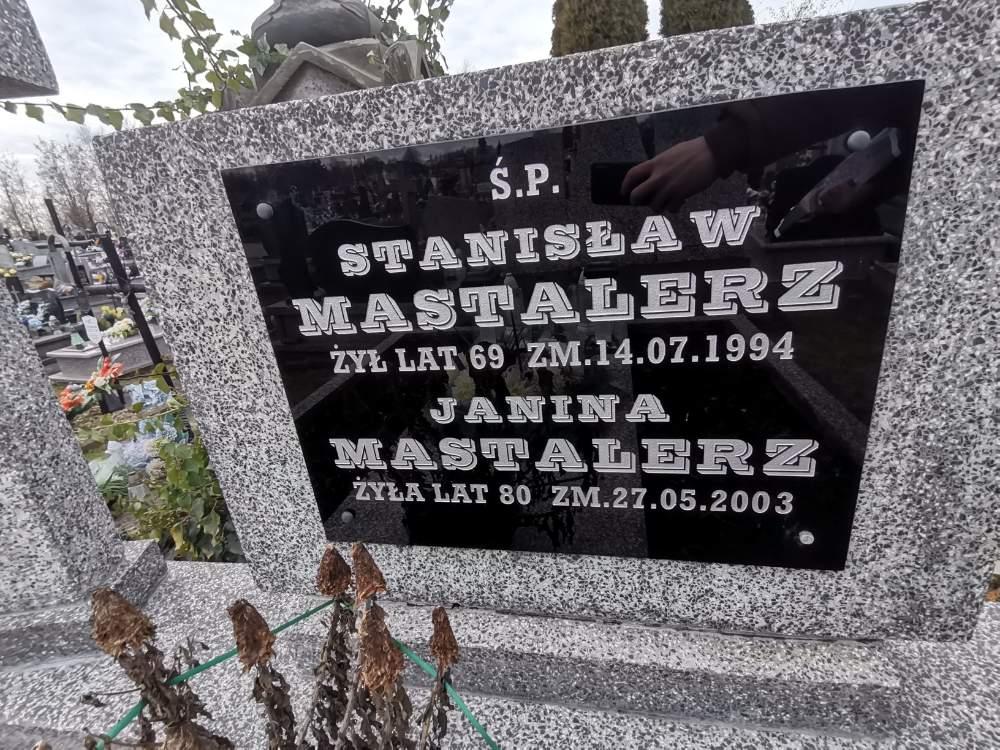 Ś.P.
STANISŁAW
MASTALERZ
ŻYŁ LAT 69 ZM.14.07.1994
JANINA
MASTALERZ
ŻYŁA LAT 80 ZM.27.05.2003